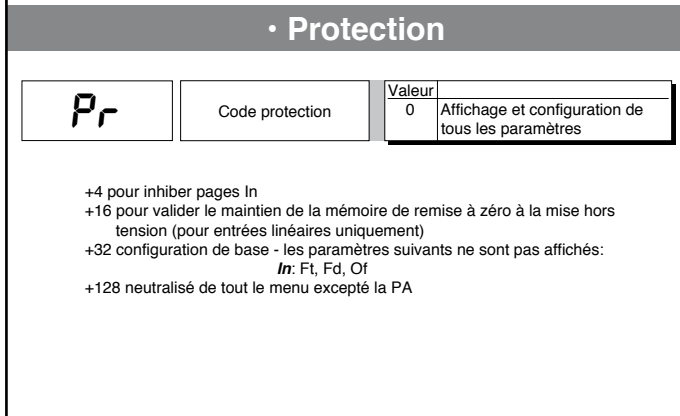 · Protection
Pr
Code protection
Valeur
0 Affichage et configuration de
tous les paramètres
+4 pour inhiber pages In
+16 pour valider le maintien de la mémoire de remise à zéro à la mise hors
tension (pour entrées linéaires uniquement)
+32 configuration de base - les paramètres suivants ne sont pas affichés:
In: Ft, Fd, Of
+128 neutralisé de tout le menu excepté la PA